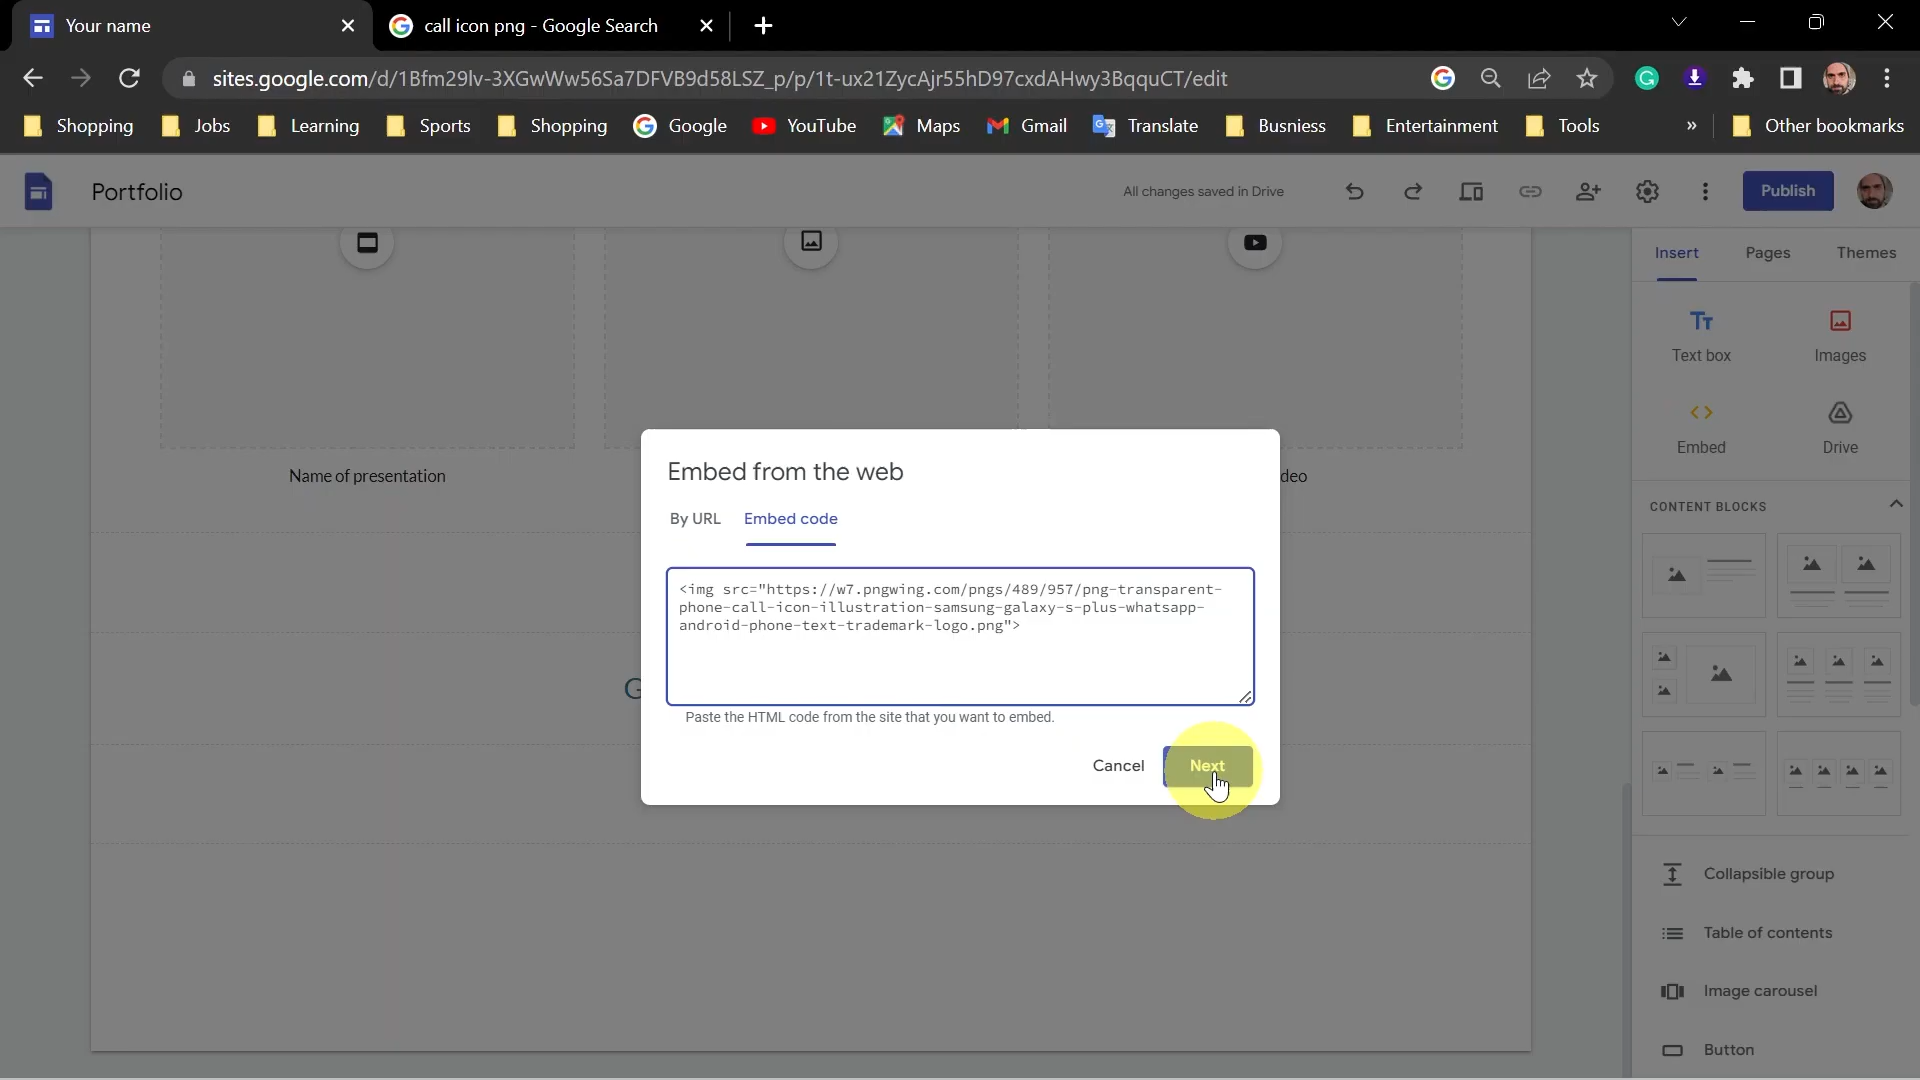 Your name
call icon png - Google Search
sites.google.com/d/1Bfm29lv-3XGwWw56Sa7DFVB9d58LSZ_p/p/1t-ux21ZycAjr55hD97cxdAHwy3BqquCT/edit
Shopping Jobs Learning Sports Shopping Google YouTube Maps Gmail Translate Busniess Entertainment Tools » Other bookmarks
Portfolio
All changes saved in Drive
Publish
Insert Pages Themes
Text box Images
Embed Drive
Name of presentation
deo
CONTENT BLOCKS
Embed from the web
By URL Embed code
<img src="https://w7.pngwing.com/pngs/489/957/png-transparent-
phone-call-icon-illustration-samsung-galaxy-s-plus-whatsapp-
android-phone-text-trademark-logo.png">
G
Paste the HTML code from the site that you want to embed.
Cancel Next
Collapsible group
Table of contents
Image carousel
Button